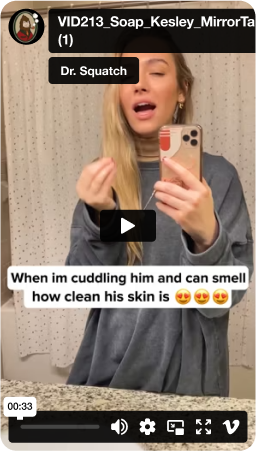 VID213_Soap_Kesley_MirrorTa
(1)
Dr. Squatch
When im cuddling him and can smell
how clean his skin is 😍😍😍
00:33